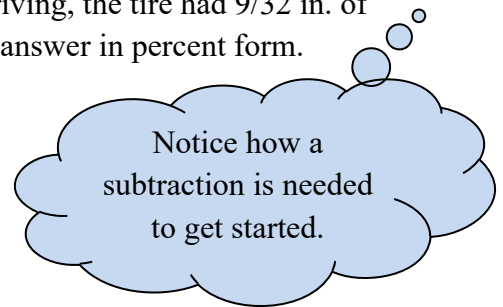 riving, the tire had 9/32 in. of
answer in percent form.
Notice how a
subtraction is needed
to get started.